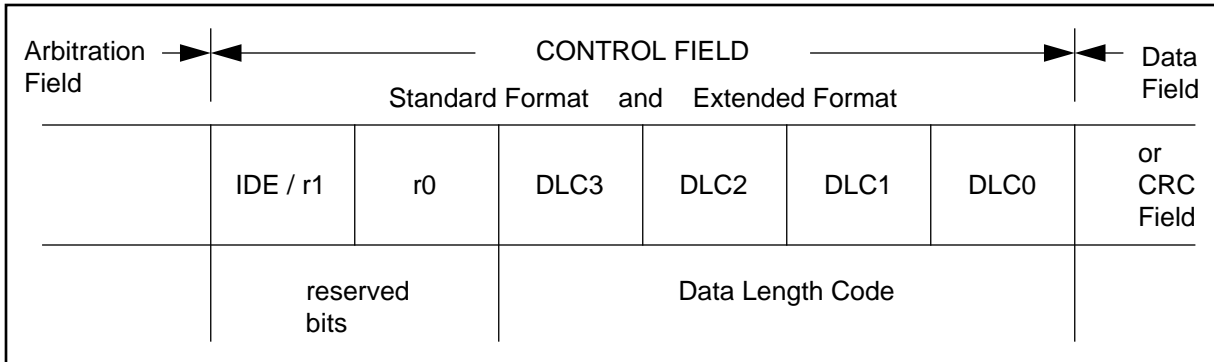 Arbitration
Field
CONTROL FIELD
Data
Field
Standard Format and Extended Format
IDE / r1
r0
DLC3
DLC2
DLC1
DLC0
or
CRC
Field
reserved
bits
Data Length Code